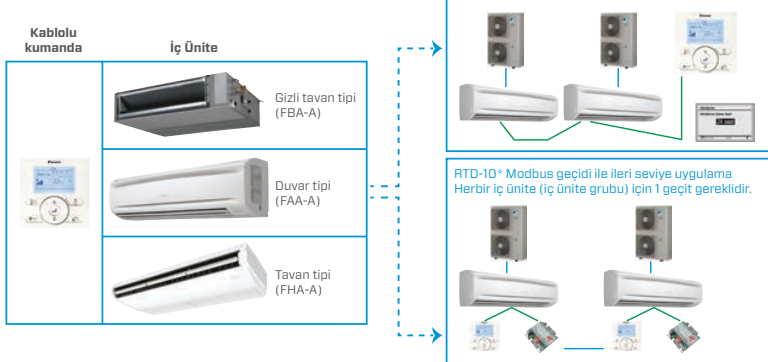 Kablolu
kumanda
İç Ünite
Gizli tavan tipi
(FBA-A)
Duvar tipi
(FAA-A)
Tavan tipi
(FHA-A)
RTD-10* Modbus geçidi ile ileri seviye uygulama
Herbir iç ünite (iç ünite grubu) için 1 geçit gereklidir.